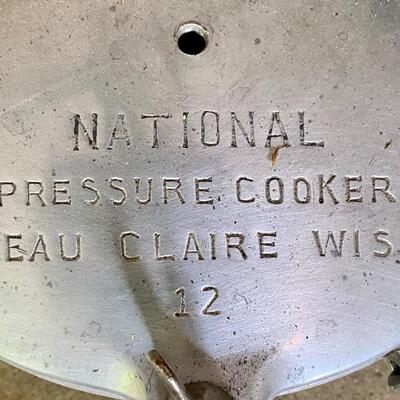 NATIONAL
PRESSURE COOKER
EAU CLAIRE WIS.
12